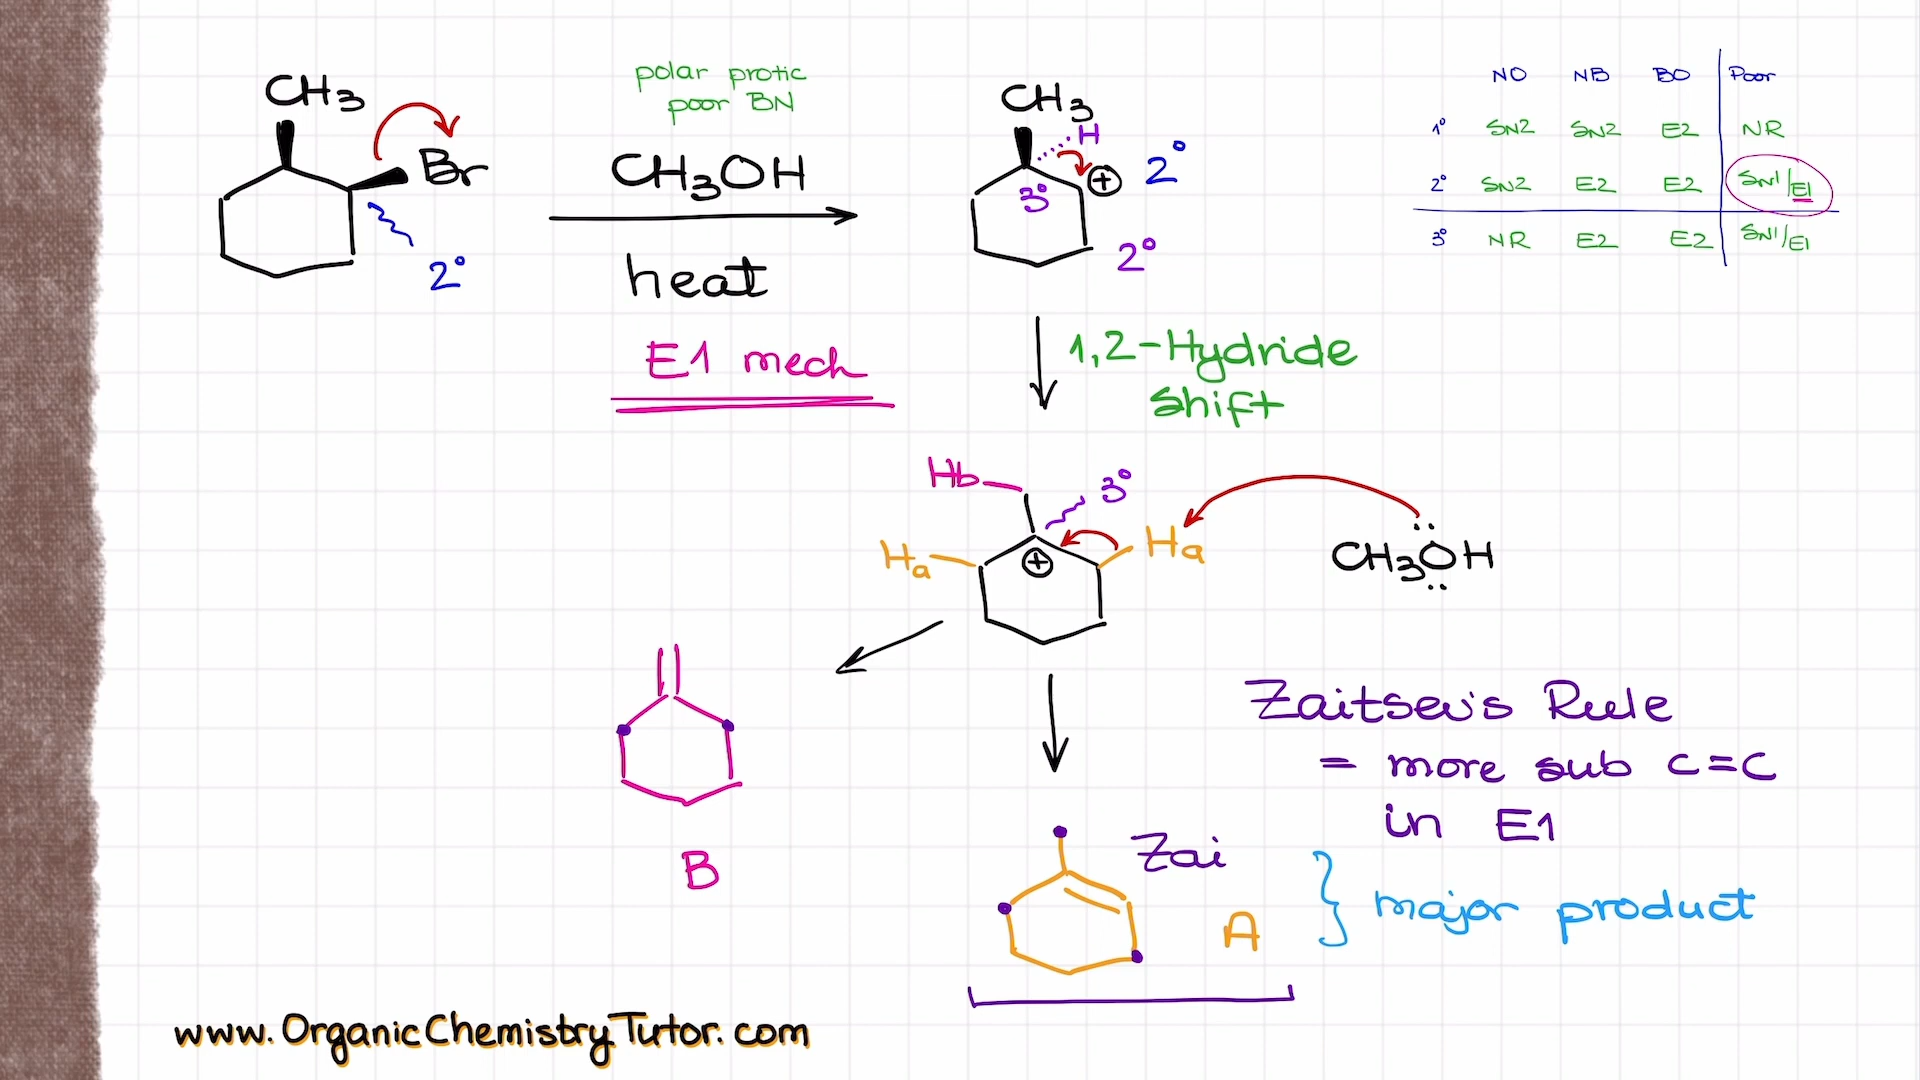 CH3
Br
2°
polar protic
poor BN
CH3OH
heat
E1 mech
CH3
H
3°
⊕
2°
2°
NO NB BO Poor
1° SN2 SN2 E2 NR
2° SN2 E2 E2 SN1/E1
3° NR E2 E2 SN1/E1
1,2-Hydride
Shift
Hb
3°
Ha
⊕
Ha
CH3ÖH
B
Zaitsev's Rule
= more sub C=C
in E1
Zai
A
} major product
www.OrganicChemistryTutor.com